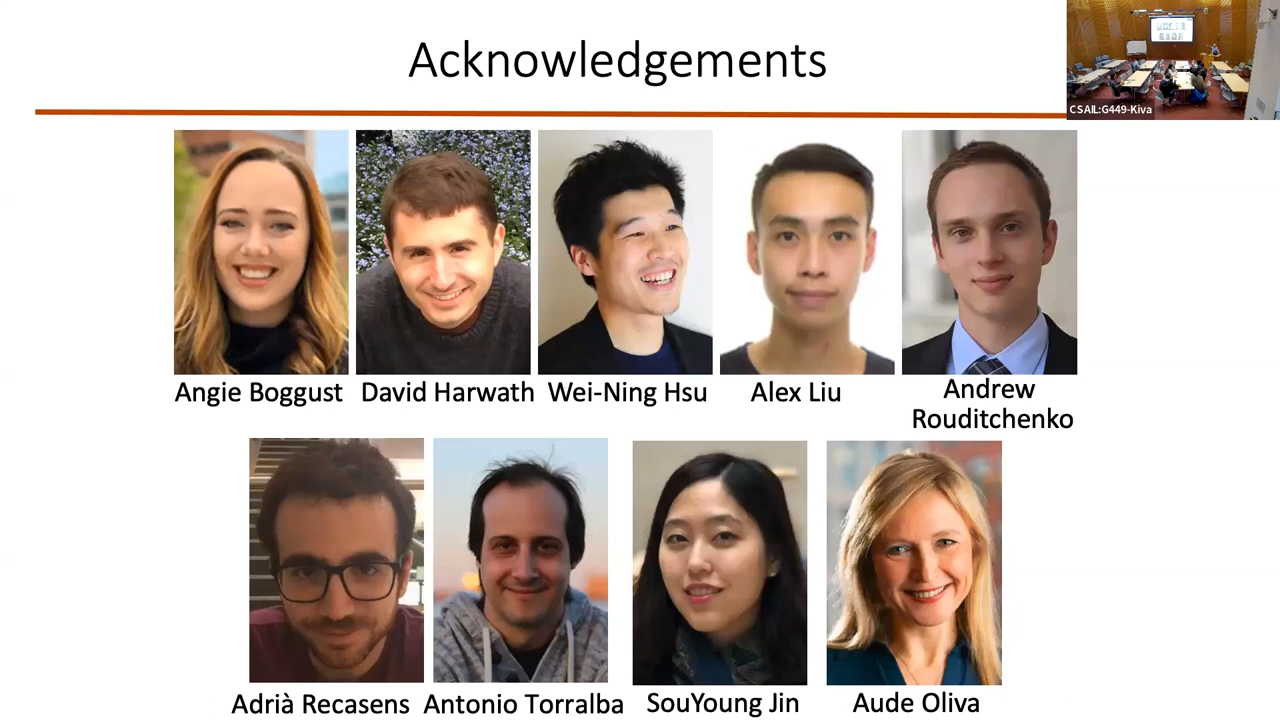 Acknowledgements
CSAIL:G449-Kiva
Angie Boggust
David Harwath
Wei-Ning Hsu
Alex Liu
Andrew
Rouditchenko
Adrià Recasens
Antonio Torralba
SouYoung Jin
Aude Oliva